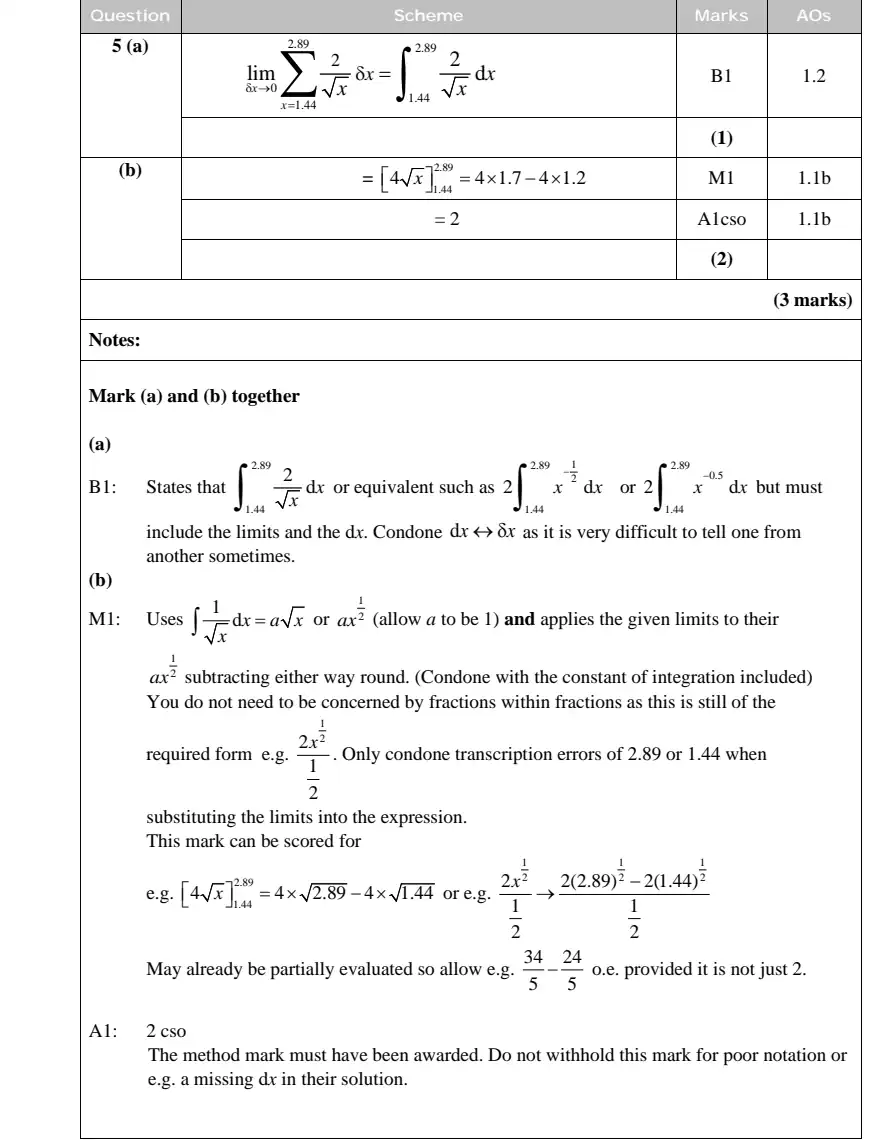 Question Scheme Marks AOs
5 (a) lim_{δx→0} ∑_{x=1.44}^{2.89} 2/√x δx = ∫_{1.44}^{2.89} 2/√x dx B1 1.2
(1)
(b) = [4√x]_{1.44}^{2.89} = 4×1.7 − 4×1.2 M1 1.1b
= 2 A1cso 1.1b
(2)
(3 marks)
Notes:
Mark (a) and (b) together
(a)
B1: States that ∫_{1.44}^{2.89} 2/√x dx or equivalent such as 2∫_{1.44}^{2.89} x^{−1/2} dx or 2∫_{1.44}^{2.89} x^{−0.5} dx but must
include the limits and the dx. Condone dx ↔ δx as it is very difficult to tell one from
another sometimes.
(b)
M1: Uses ∫ 1/√x dx = a√x or ax^{1/2} (allow a to be 1) and applies the given limits to their
ax^{1/2} subtracting either way round. (Condone with the constant of integration included)
You do not need to be concerned by fractions within fractions as this is still of the
required form e.g. 2x^{1/2}/(1/2). Only condone transcription errors of 2.89 or 1.44 when
substituting the limits into the expression.
This mark can be scored for
e.g. [4√x]_{1.44}^{2.89} = 4×√2.89 − 4×√1.44 or e.g. 2x^{1/2}/(1/2) → (2(2.89)^{1/2} − 2(1.44)^{1/2})/(1/2)
May already be partially evaluated so allow e.g. 34/5 − 24/5 o.e. provided it is not just 2.
A1: 2 cso
The method mark must have been awarded. Do not withhold this mark for poor notation or
e.g. a missing dx in their solution.